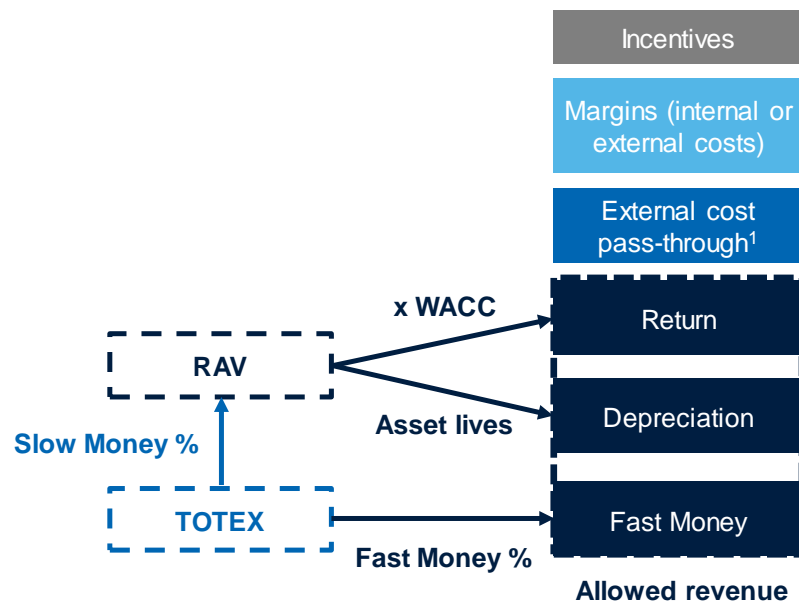 Incentives
Margins (internal or
external costs)
External cost
pass-through¹
x WACC
Return
RAV
Asset lives
Depreciation
Slow Money %
TOTEX
Fast Money
Fast Money %
Allowed revenue